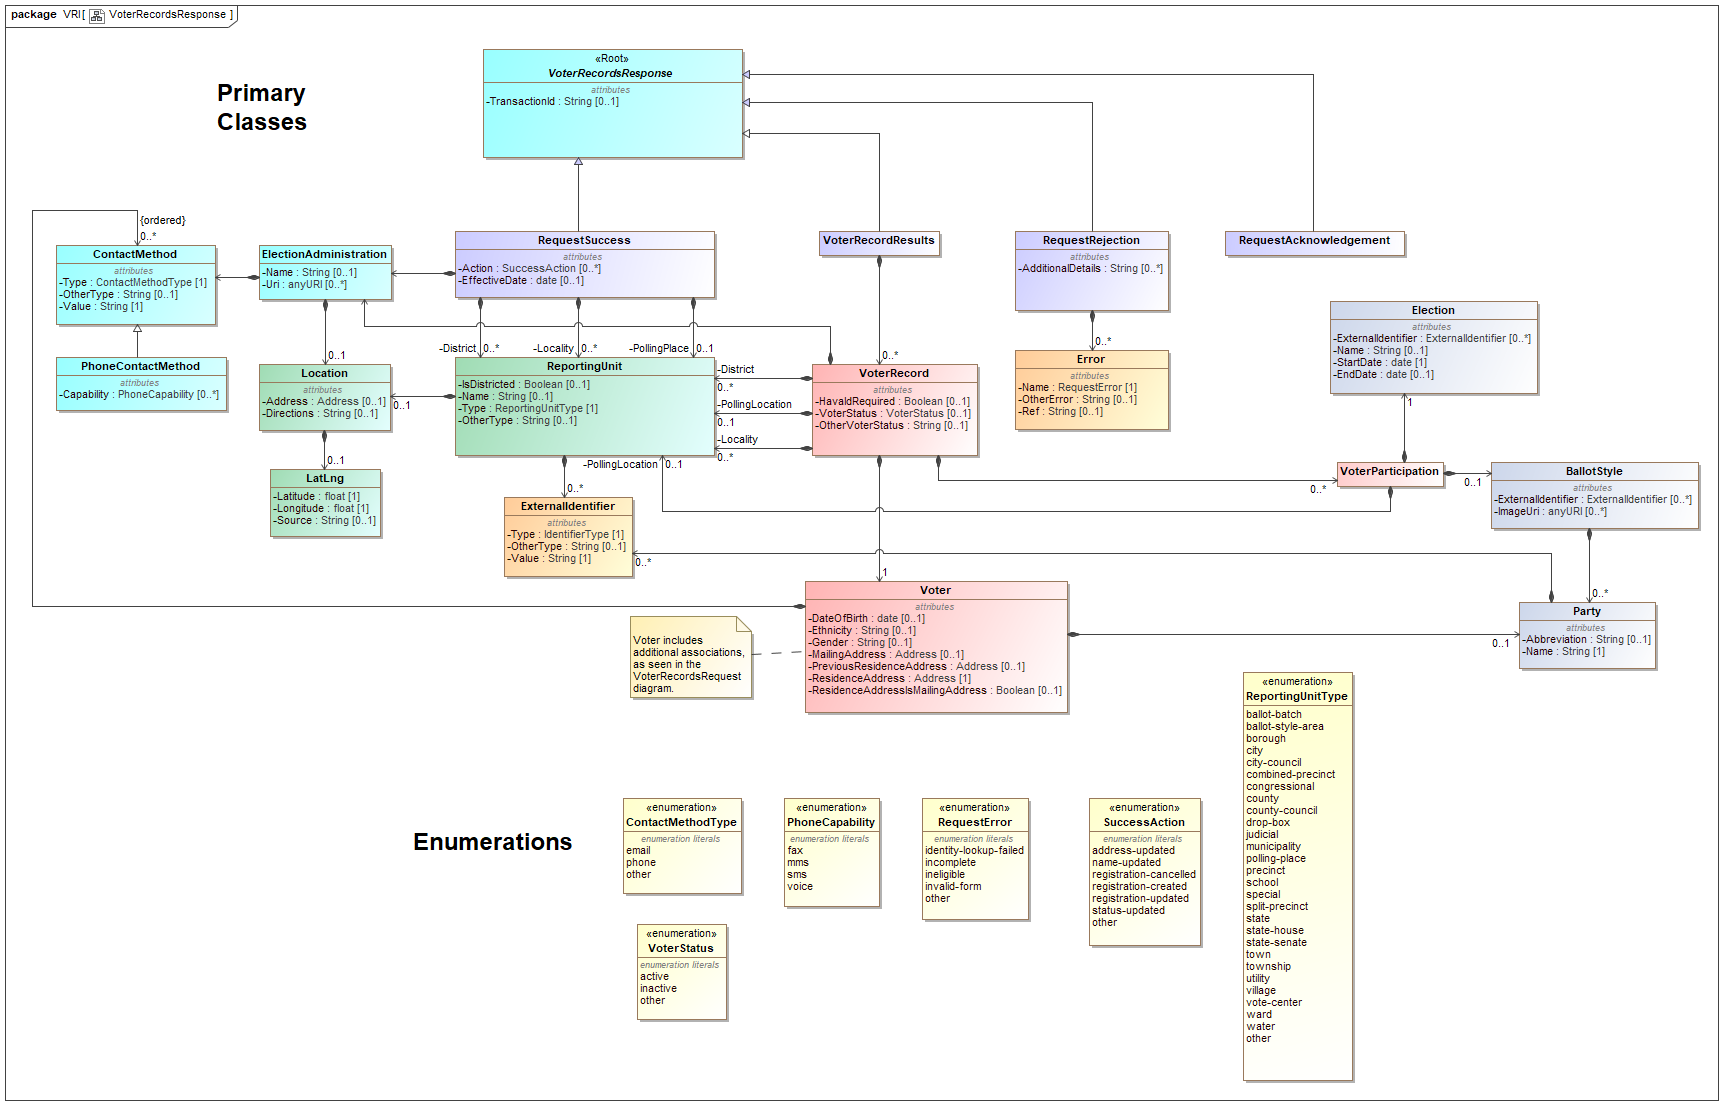 package VRI[ VoterRecordsResponse ]
Primary
Classes
«Root»
VoterRecordsResponse
attributes
-TransactionId : String [0..1]
{ordered}
0..*
ContactMethod
attributes
-Type : ContactMethodType [1]
-OtherType : String [0..1]
-Value : String [1]
PhoneContactMethod
attributes
-Capability : PhoneCapability [0..*]
ElectionAdministration
-Name : String [0..1]
-Uri : anyURI [0..*]
0..1
RequestSuccess
attributes
-Action : SuccessAction [0..*]
-EffectiveDate : date [0..1]
-District 0..*
-Locality 0..*
-PollingPlace 0..1
VoterRecordResults
0..*
RequestRejection
attributes
-AdditionalDetails : String [0..*]
0..*
RequestAcknowledgement
Location
attributes
-Address : Address [0..1]
-Directions : String [0..1]
0..1
0..1
LatLng
-Latitude : float [1]
-Longitude : float [1]
-Source : String [0..1]
ReportingUnit
-IsDistricted : Boolean [0..1]
-Name : String [0..1]
-Type : ReportingUnitType [1]
-OtherType : String [0..1]
-District
0..*
-PollingLocation
0..1
-Locality
0..*
-PollingLocation 0..1
0..*
VoterRecord
attributes
-HavaIdRequired : Boolean [0..1]
-VoterStatus : VoterStatus [0..1]
-OtherVoterStatus : String [0..1]
Error
attributes
-Name : RequestError [1]
-OtherError : String [0..1]
-Ref : String [0..1]
Election
attributes
-ExternalIdentifier : ExternalIdentifier [0..*]
-Name : String [0..1]
-StartDate : date [1]
-EndDate : date [0..1]
1
VoterParticipation
0..*
0..1
BallotStyle
attributes
-ExternalIdentifier : ExternalIdentifier [0..*]
-ImageUri : anyURI [0..*]
0..*
ExternalIdentifier
attributes
-Type : IdentifierType [1]
-OtherType : String [0..1]
-Value : String [1]
0..*
1
Voter
attributes
-DateOfBirth : date [0..1]
-Ethnicity : String [0..1]
-Gender : String [0..1]
-MailingAddress : Address [0..1]
-PreviousResidenceAddress : Address [0..1]
-ResidenceAddress : Address [1]
-ResidenceAddressIsMailingAddress : Boolean [0..1]
0..1
Party
attributes
-Abbreviation : String [0..1]
-Name : String [1]
Voter includes
additional associations,
as seen in the
VoterRecordsRequest
diagram.
Enumerations
«enumeration»
ContactMethodType
enumeration literals
email
phone
other
«enumeration»
PhoneCapability
enumeration literals
fax
mms
sms
voice
«enumeration»
RequestError
enumeration literals
identity-lookup-failed
incomplete
ineligible
invalid-form
other
«enumeration»
SuccessAction
enumeration literals
address-updated
name-updated
registration-cancelled
registration-created
registration-updated
status-updated
other
«enumeration»
VoterStatus
enumeration literals
active
inactive
other
«enumeration»
ReportingUnitType
ballot-batch
ballot-style-area
borough
city
city-council
combined-precinct
congressional
county
county-council
drop-box
judicial
municipality
polling-place
precinct
school
special
split-precinct
state
state-house
state-senate
town
township
utility
village
vote-center
ward
water
other